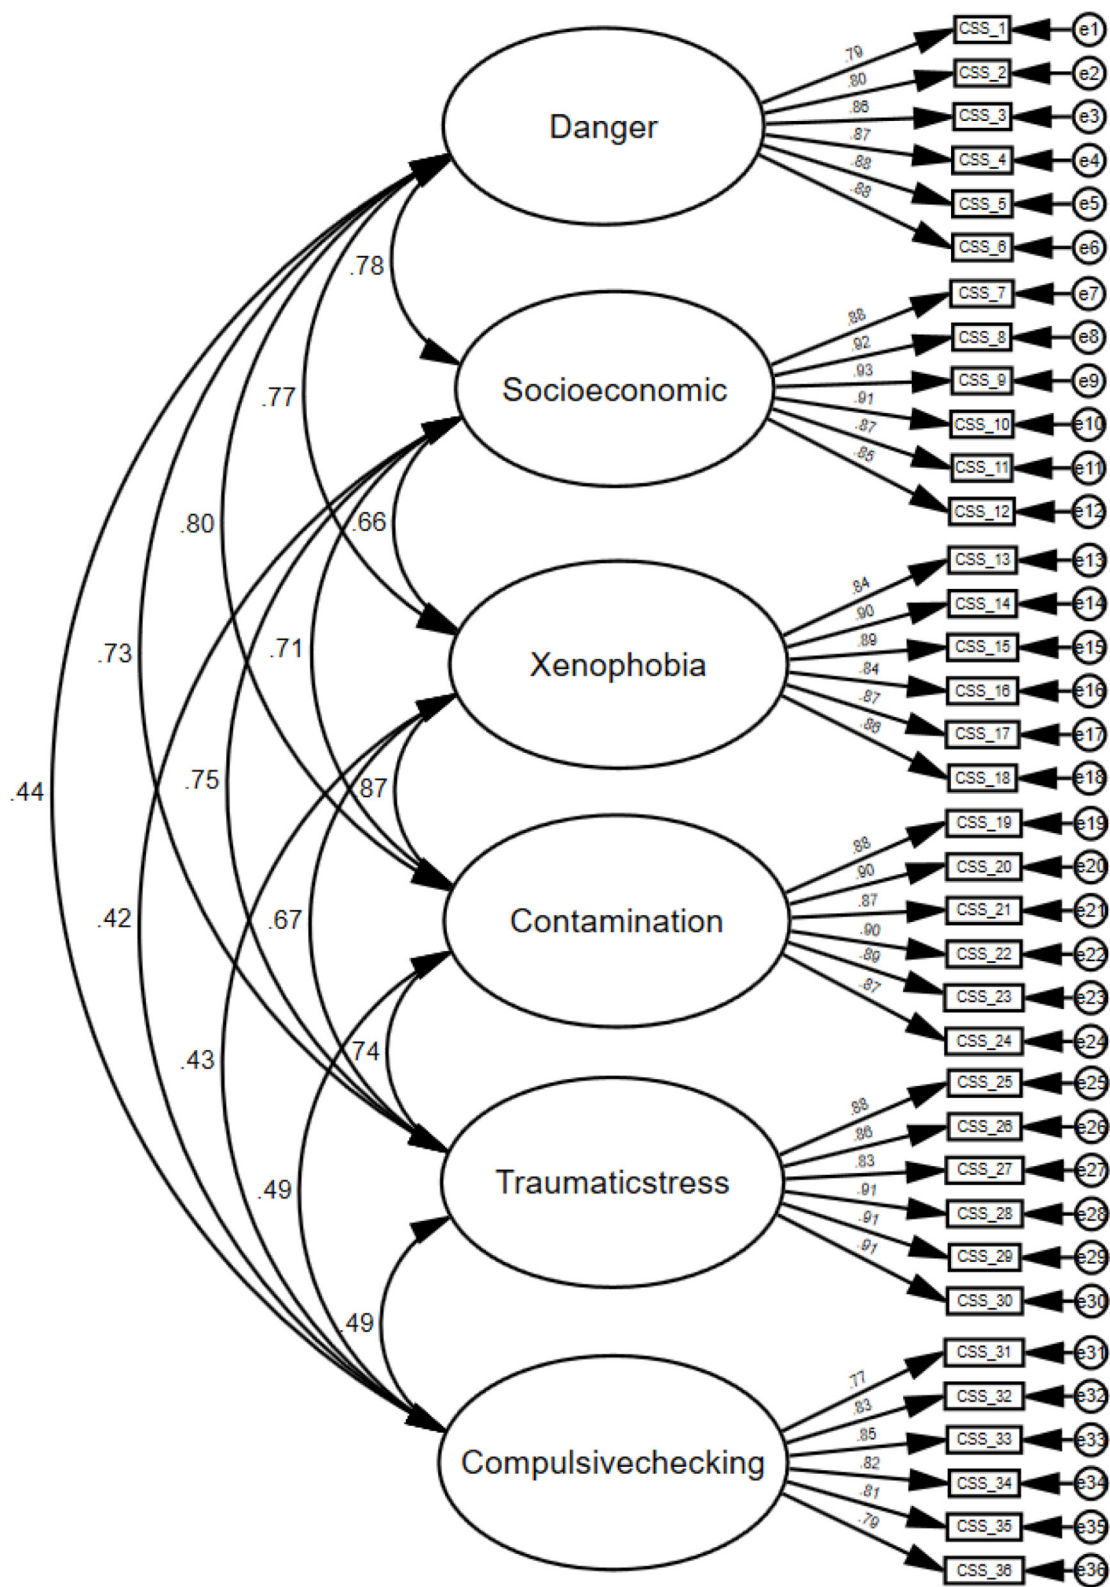 Danger
.79 CSS_1 e1
.80 CSS_2 e2
.86 CSS_3 e3
.87 CSS_4 e4
.88 CSS_5 e5
.88 CSS_6 e6
.78
Socioeconomic
.88 CSS_7 e7
.92 CSS_8 e8
.93 CSS_9 e9
.91 CSS_10 e10
.87 CSS_11 e11
.85 CSS_12 e12
.77
.80
.66
Xenophobia
.84 CSS_13 e13
.90 CSS_14 e14
.89 CSS_15 e15
.84 CSS_16 e16
.87 CSS_17 e17
.86 CSS_18 e18
.73
.71
.44
.75
.87
Contamination
.88 CSS_19 e19
.90 CSS_20 e20
.87 CSS_21 e21
.90 CSS_22 e22
.89 CSS_23 e23
.87 CSS_24 e24
.42
.67
.43
.74
Traumaticstress
.88 CSS_25 e25
.86 CSS_26 e26
.83 CSS_27 e27
.91 CSS_28 e28
.91 CSS_29 e29
.91 CSS_30 e30
.49
.49
Compulsivechecking
.77 CSS_31 e31
.83 CSS_32 e32
.85 CSS_33 e33
.82 CSS_34 e34
.81 CSS_35 e35
.79 CSS_36 e36